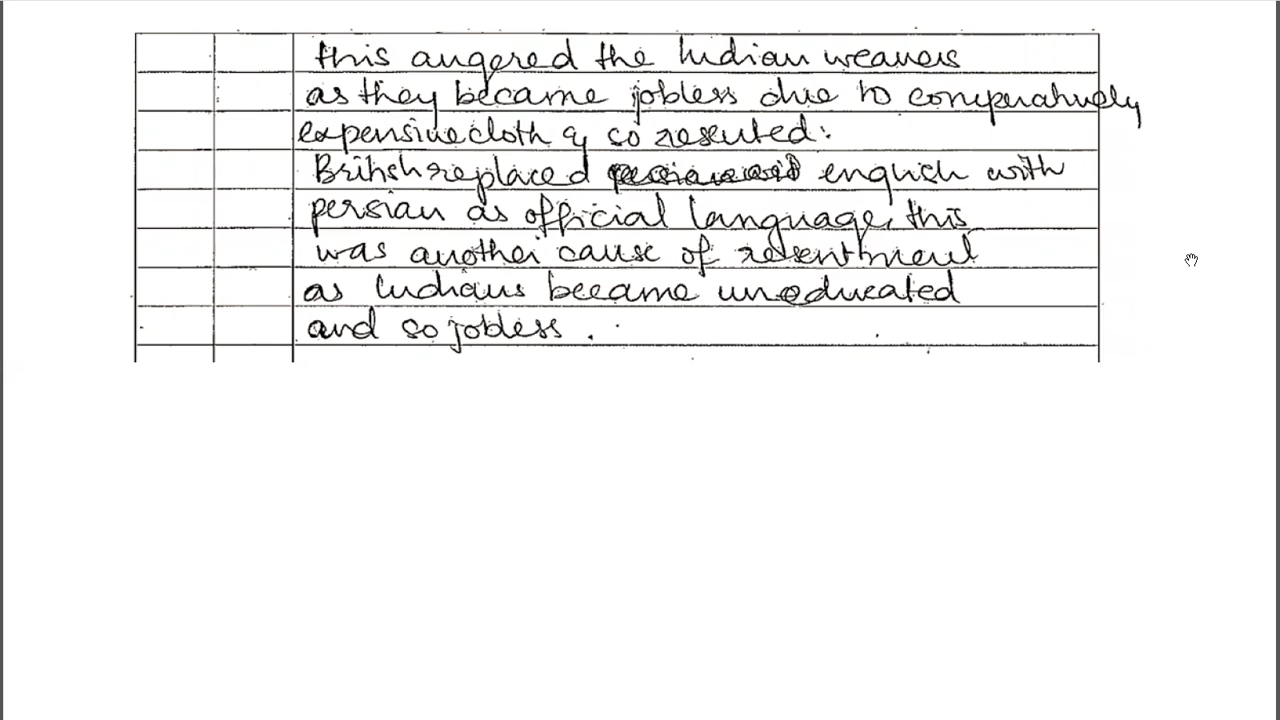 this angered the Indian weavers
as they became jobless due to comperatively
expensive cloth & so resented.
British replaced english with
persian as official language, this
was another cause of resentment
as Indians became uneducated
and so jobless .